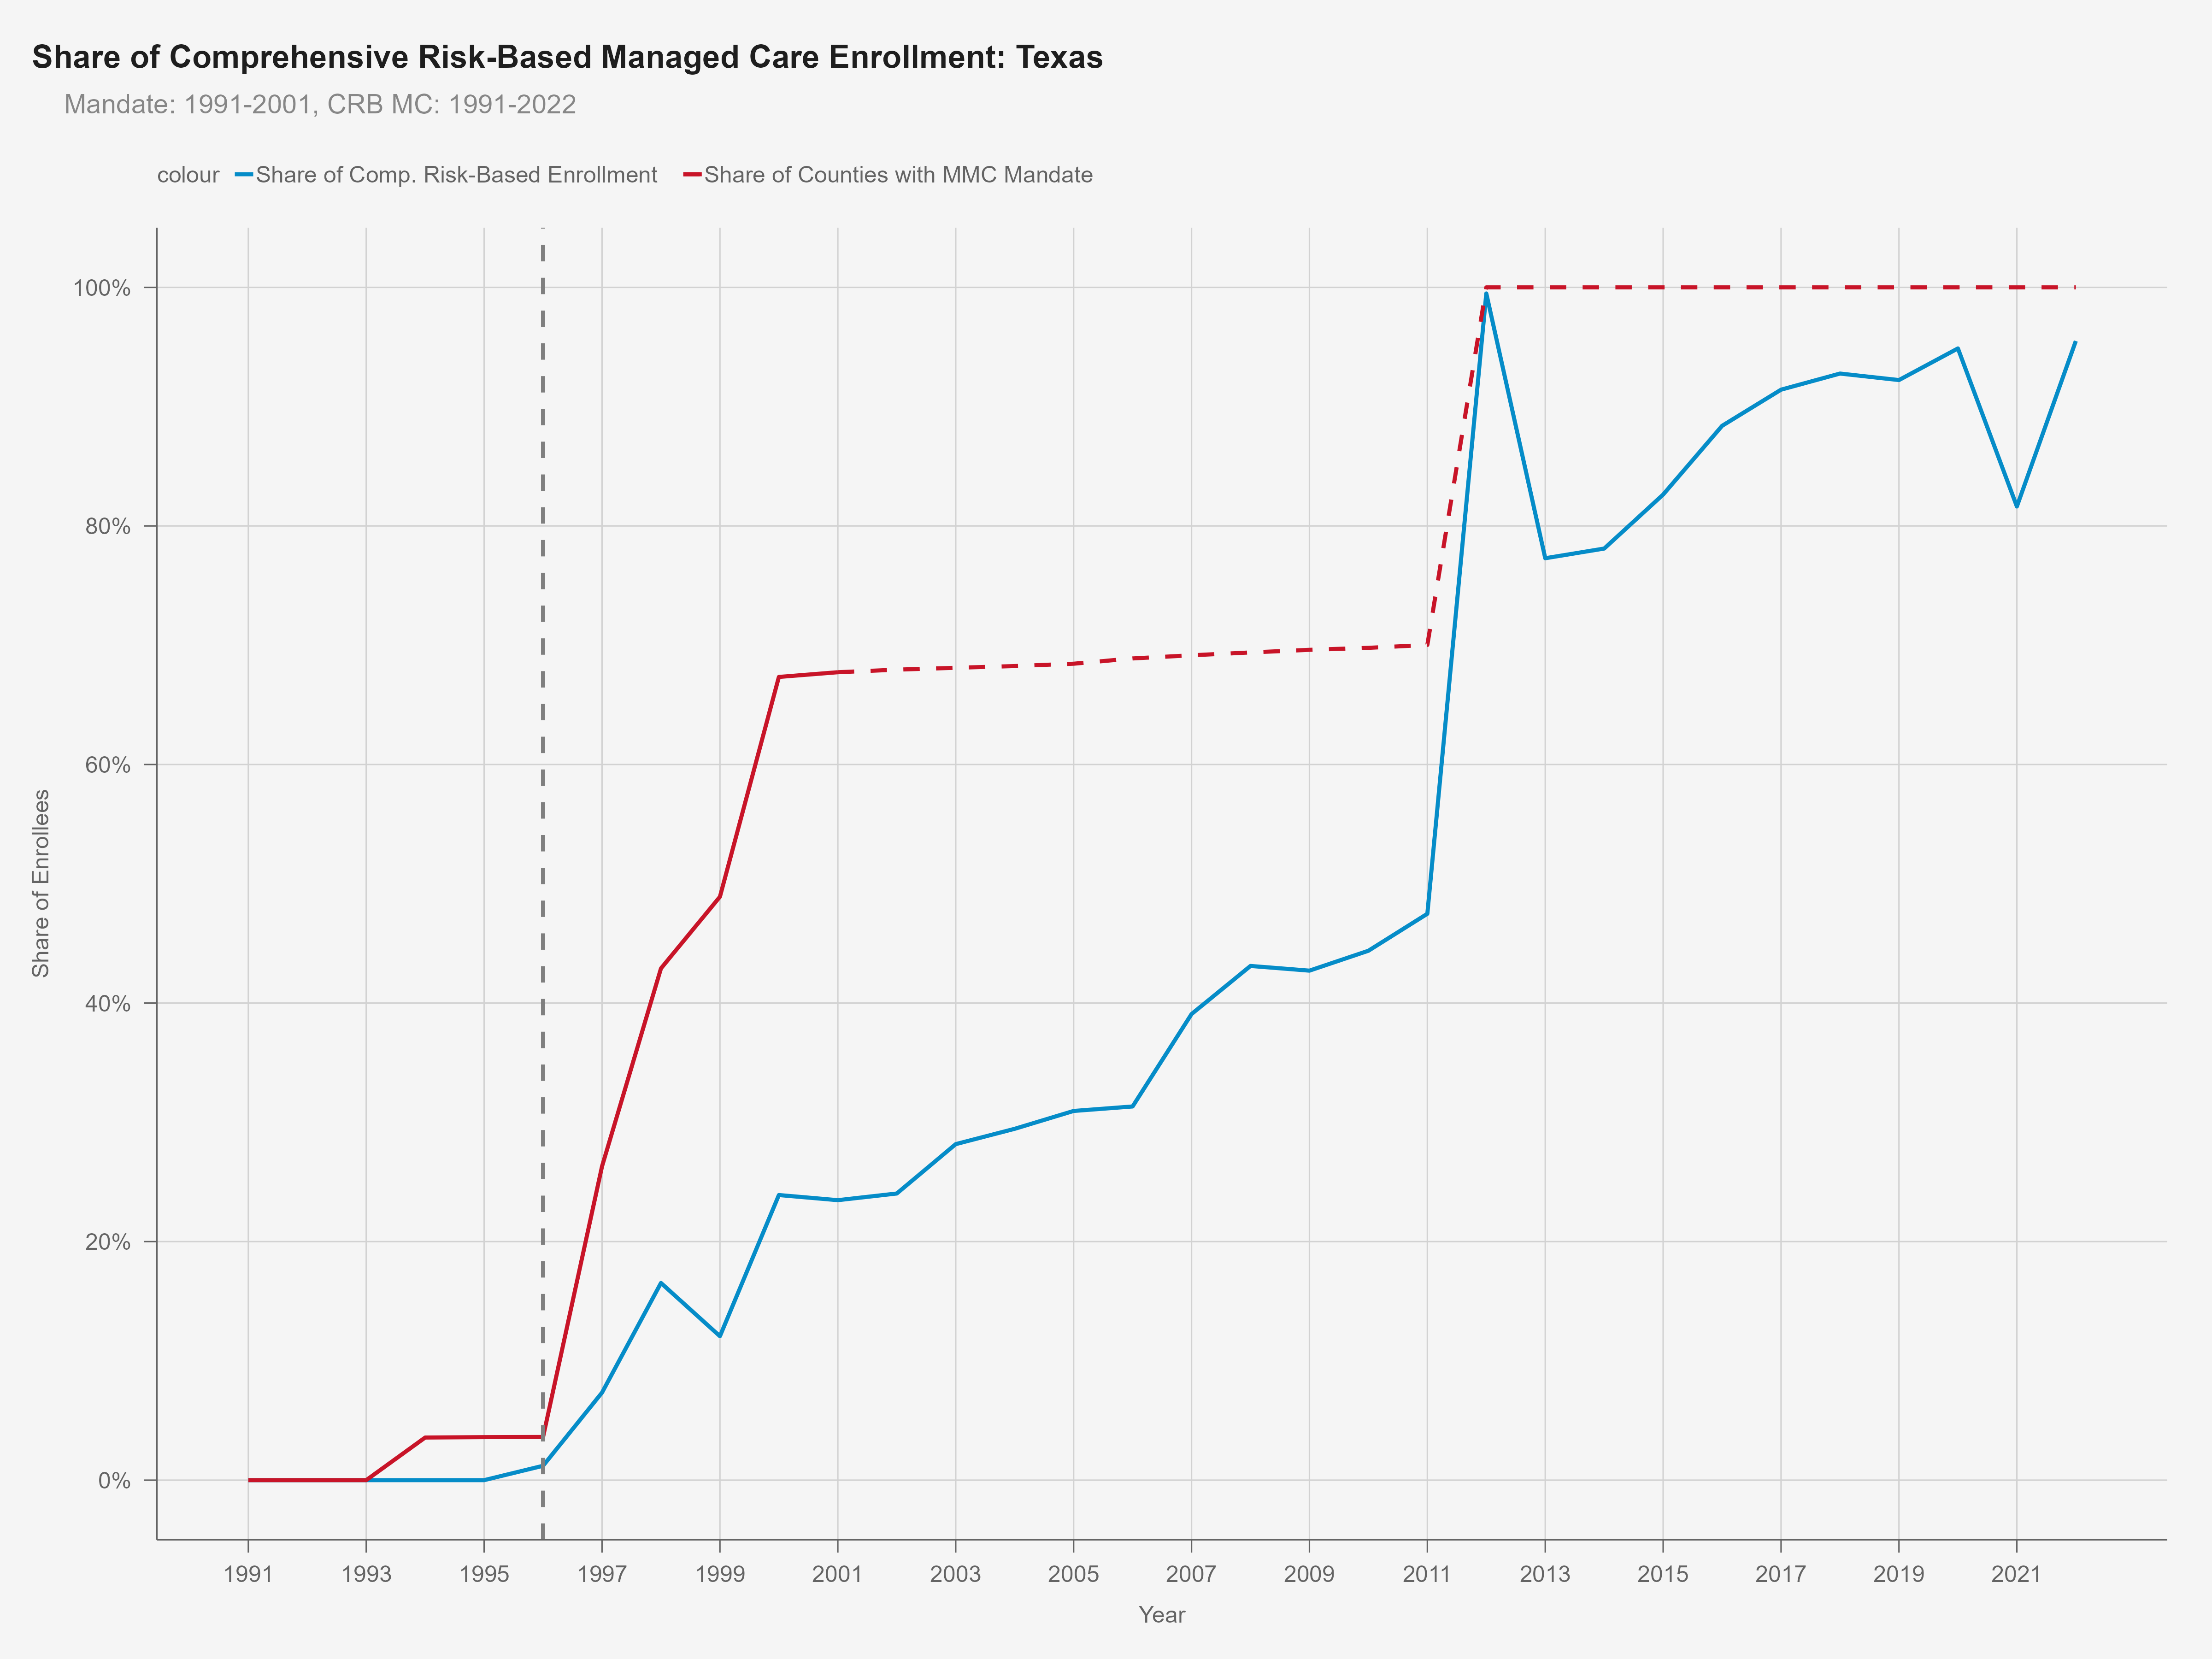 Share of Comprehensive Risk-Based Managed Care Enrollment: Texas
Mandate: 1991-2001, CRB MC: 1991-2022
colour Share of Comp. Risk-Based Enrollment Share of Counties with MMC Mandate
100%
80%
60%
40%
20%
0%
Share of Enrollees
1991 1993 1995 1997 1999 2001 2003 2005 2007 2009 2011 2013 2015 2017 2019 2021
Year